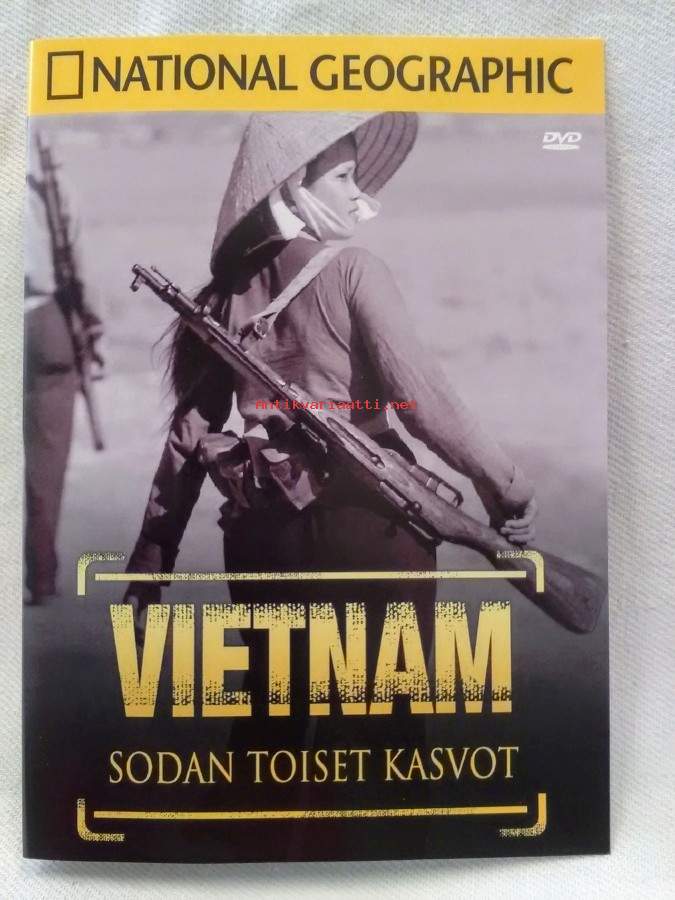 NATIONAL GEOGRAPHIC
DVD
Antikvariaatti.net
VIETNAM
SODAN TOISET KASVOT